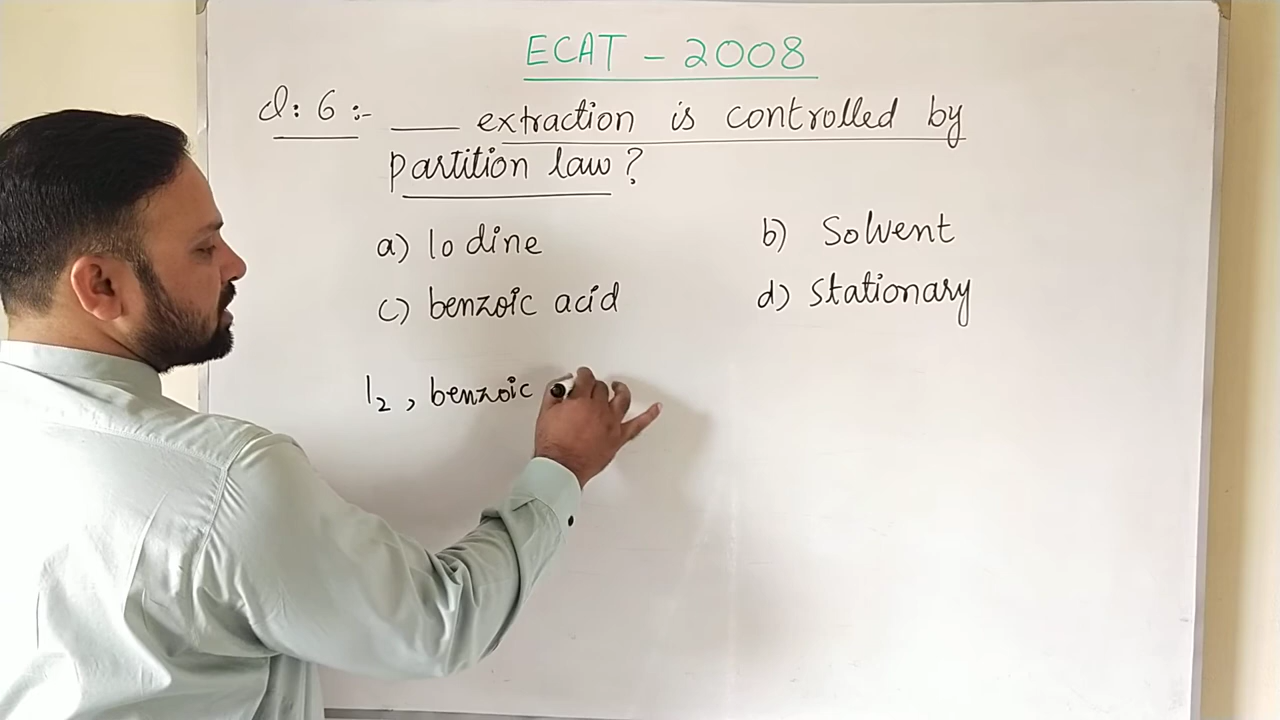 ECAT - 2008
Q: 6 :- ___ extraction is controlled by
partition law?
a) Iodine b) Solvent
c) benzoic acid d) Stationary
I₂, benzoic